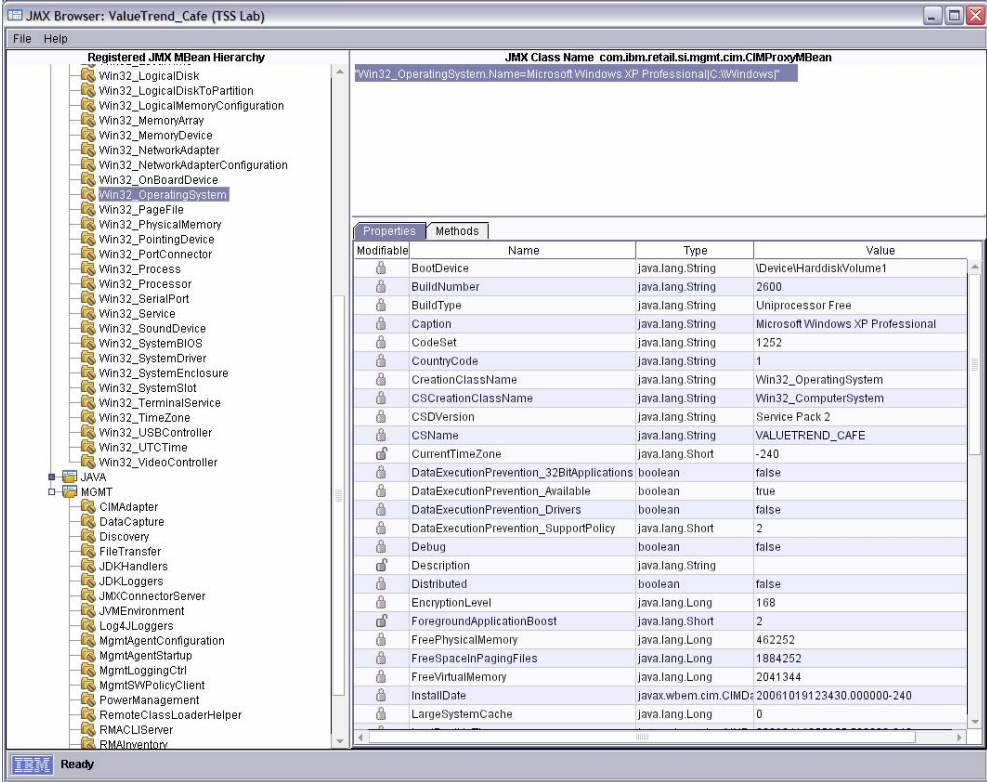 JMX Browser: ValueTrend_Cafe (TSS Lab)
File Help
Registered JMX MBean Hierarchy
Win32_LogicalDisk
Win32_LogicalDiskToPartition
Win32_LogicalMemoryConfiguration
Win32_MemoryArray
Win32_MemoryDevice
Win32_NetworkAdapter
Win32_NetworkAdapterConfiguration
Win32_OnBoardDevice
Win32_OperatingSystem
Win32_PageFile
Win32_PhysicalMemory
Win32_PointingDevice
Win32_PortConnector
Win32_Process
Win32_Processor
Win32_SerialPort
Win32_Service
Win32_SoundDevice
Win32_SystemBIOS
Win32_SystemDriver
Win32_SystemEnclosure
Win32_SystemSlot
Win32_TerminalService
Win32_TimeZone
Win32_USBController
Win32_UTCTime
Win32_VideoController
JAVA
MGMT
CIMAdapter
DataCapture
Discovery
FileTransfer
JDKHandlers
JDKLoggers
JMXConnectorServer
JVMEnvironment
Log4JLoggers
MgmtAgentConfiguration
MgmtAgentStartup
MgmtLoggingCtrl
MgmtSWPolicyClient
PowerManagement
RemoteClassLoaderHelper
RMACLIServer
RMAInventory
JMX Class Name com.ibm.retail.si.mgmt.cim.CIMProxyMBean
"Win32_OperatingSystem.Name=Microsoft Windows XP Professional|C:\\Windows|"
Properties Methods
Modifiable Name Type Value
BootDevice java.lang.String \Device\HarddiskVolume1
BuildNumber java.lang.String 2600
BuildType java.lang.String Uniprocessor Free
Caption java.lang.String Microsoft Windows XP Professional
CodeSet java.lang.String 1252
CountryCode java.lang.String 1
CreationClassName java.lang.String Win32_OperatingSystem
CSCreationClassName java.lang.String Win32_ComputerSystem
CSDVersion java.lang.String Service Pack 2
CSName java.lang.String VALUETREND_CAFE
CurrentTimeZone java.lang.Short -240
DataExecutionPrevention_32BitApplications boolean false
DataExecutionPrevention_Available boolean true
DataExecutionPrevention_Drivers boolean false
DataExecutionPrevention_SupportPolicy java.lang.Short 2
Debug boolean false
Description java.lang.String
Distributed boolean false
EncryptionLevel java.lang.Long 168
ForegroundApplicationBoost java.lang.Short 2
FreePhysicalMemory java.lang.Long 462252
FreeSpaceInPagingFiles java.lang.Long 1884252
FreeVirtualMemory java.lang.Long 2041344
InstallDate javax.wbem.cim.CIMDa 20061019123430.000000-240
LargeSystemCache java.lang.Long 0
IBM Ready